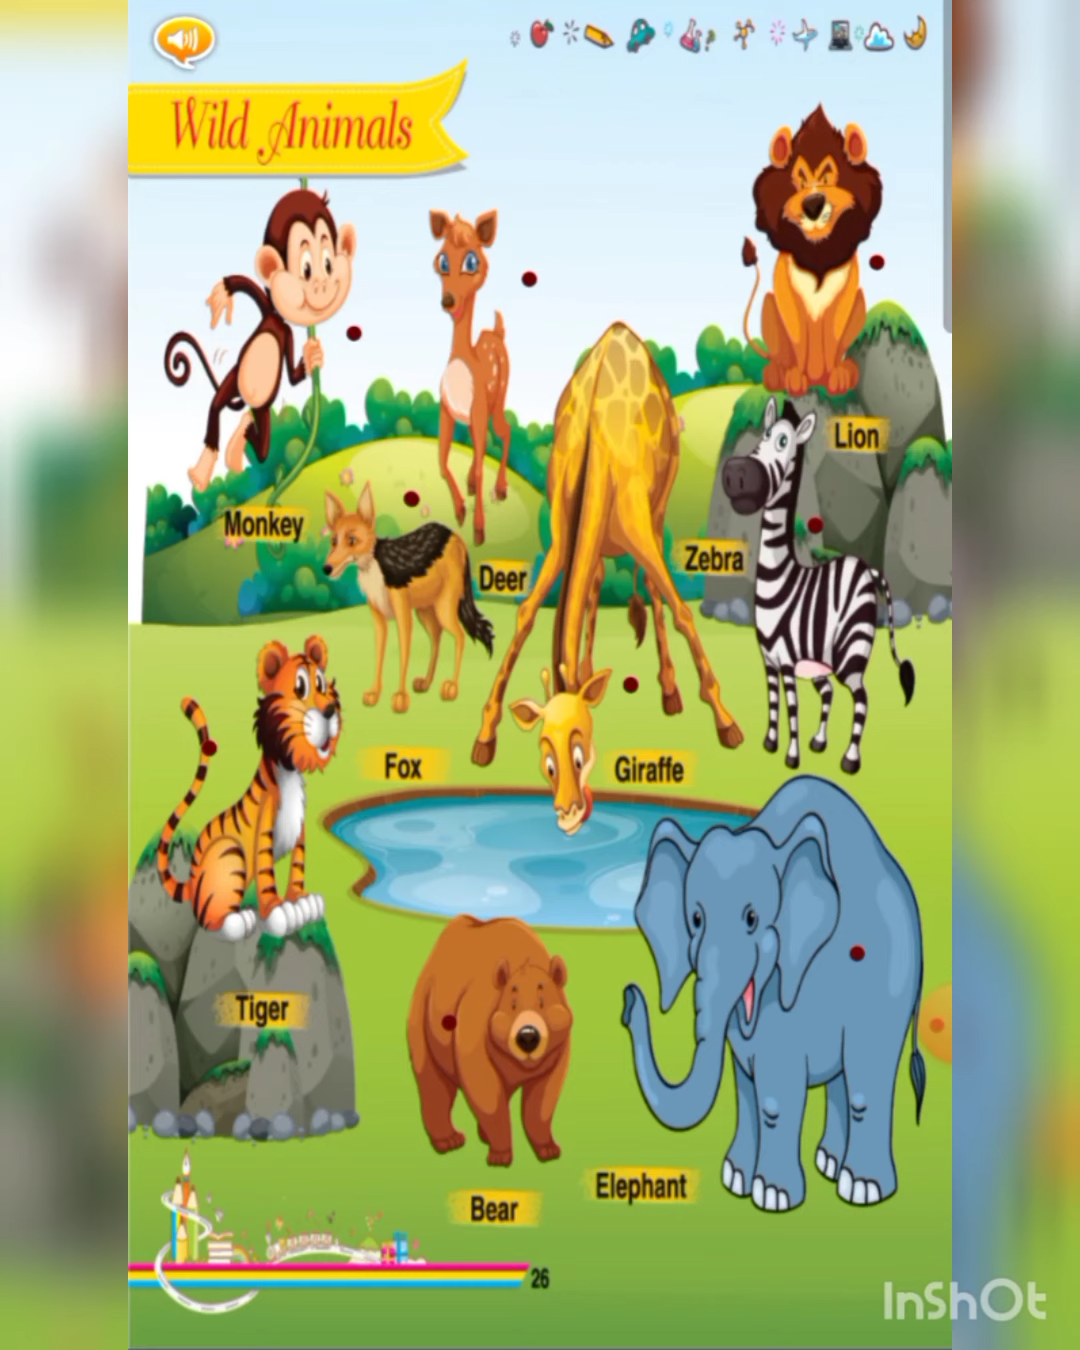 Wild Animals
Lion
Monkey
Zebra
Deer
Fox
Giraffe
Tiger
Elephant
Bear
26
InShOt